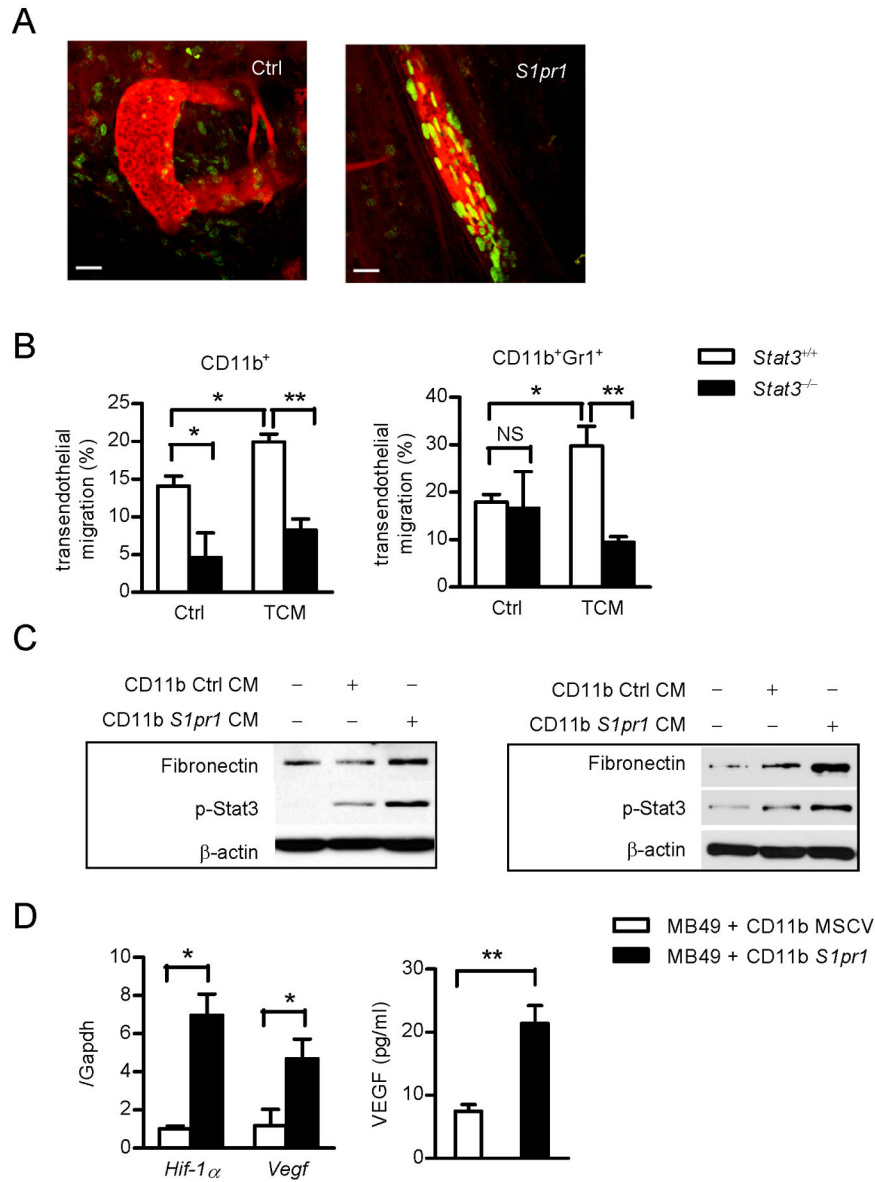 A
Ctrl
S1pr1
B
CD11b⁺
CD11b⁺Gr1⁺
Stat3⁺/⁺
Stat3⁻/⁻
transendothelial
migration (%)
25
20
15
10
5
0
*
*
**
Ctrl
TCM
transendothelial
migration (%)
40
30
20
10
0
NS
*
**
Ctrl
TCM
C
CD11b Ctrl CM – + –
CD11b S1pr1 CM – – +
Fibronectin
p-Stat3
β-actin
CD11b Ctrl CM – + –
CD11b S1pr1 CM – – +
Fibronectin
p-Stat3
β-actin
D
MB49 + CD11b MSCV
MB49 + CD11b S1pr1
/Gapdh
10
8
6
4
2
0
*
*
Hif-1α
Vegf
VEGF (pg/ml)
30
20
10
0
**